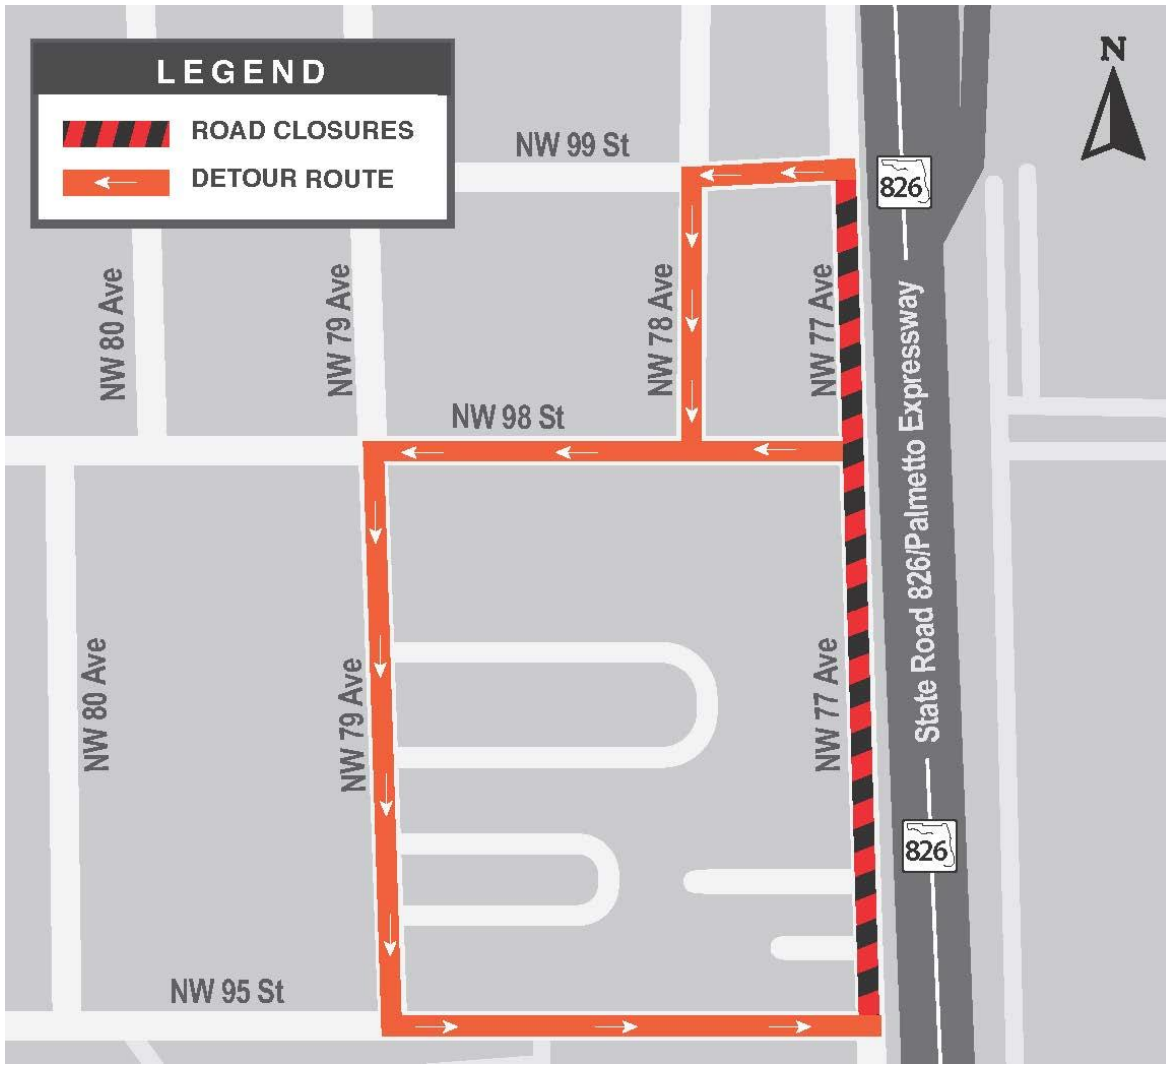 LEGEND
ROAD CLOSURES
DETOUR ROUTE
N
NW 99 St
826
NW 80 Ave
NW 79 Ave
NW 78 Ave
NW 77 Ave
State Road 826/Palmetto Expressway
NW 98 St
NW 80 Ave
NW 79 Ave
NW 77 Ave
826
NW 95 St